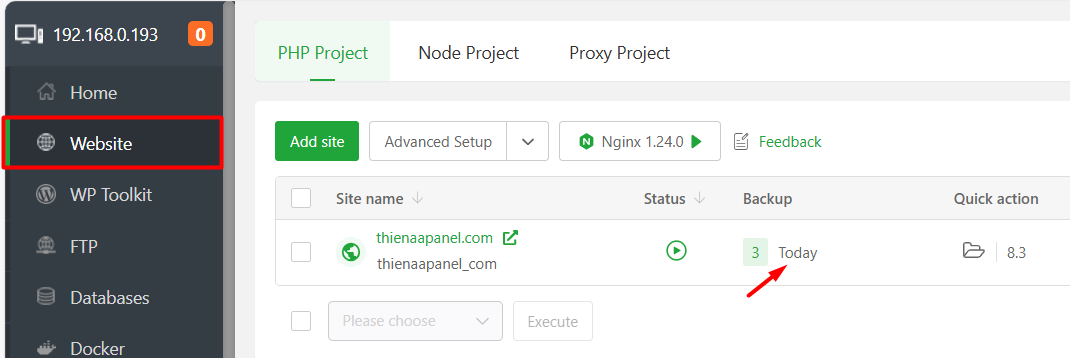 192.168.0.193 0
Home
Website
WP Toolkit
FTP
Databases
Docker
PHP Project Node Project Proxy Project
Add site Advanced Setup Nginx 1.24.0 Feedback
Site name Status Backup Quick action
thienaapanel.com 3 Today 8.3
thienaapanel_com
Please choose Execute